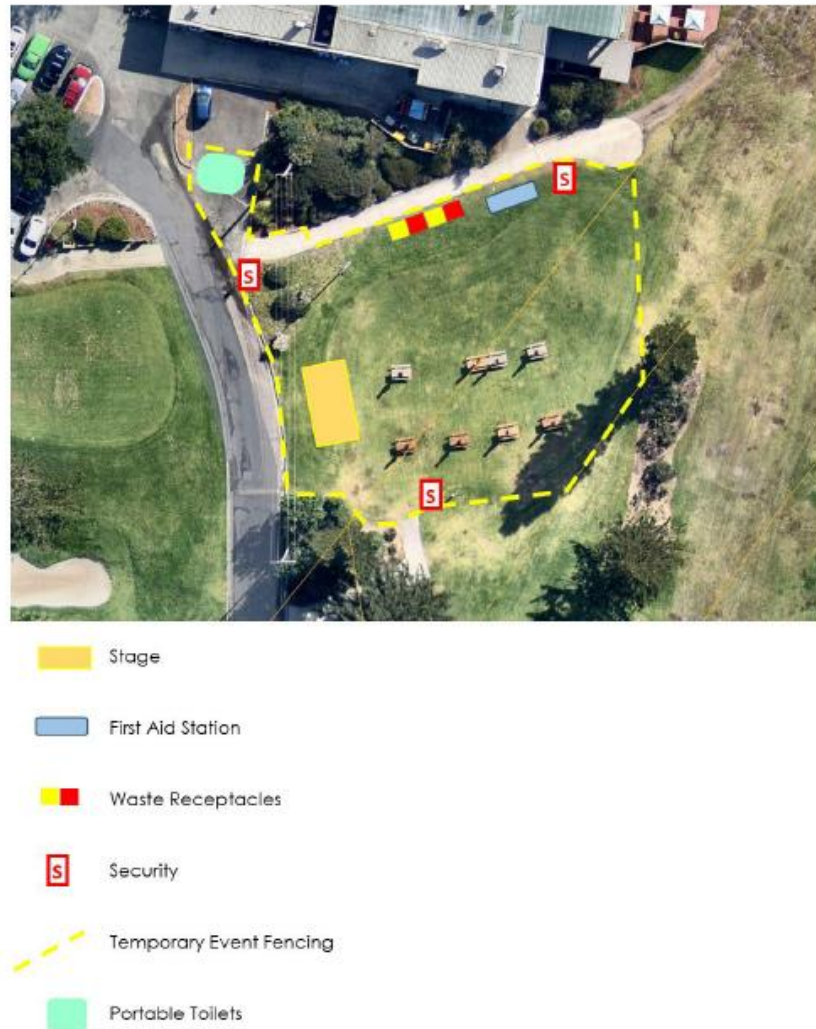 S
S
S
Stage
First Aid Station
Waste Receptacles
S
Security
Temporary Event Fencing
Portable Toilets